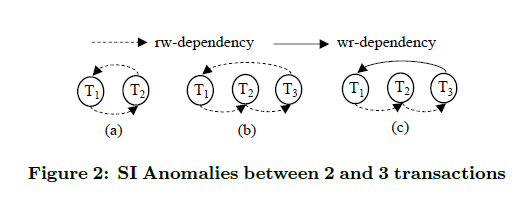 rw-dependency wr-dependency
T1 T2 T1 T2 T3 T1 T2 T3
(a) (b) (c)
Figure 2: SI Anomalies between 2 and 3 transactions